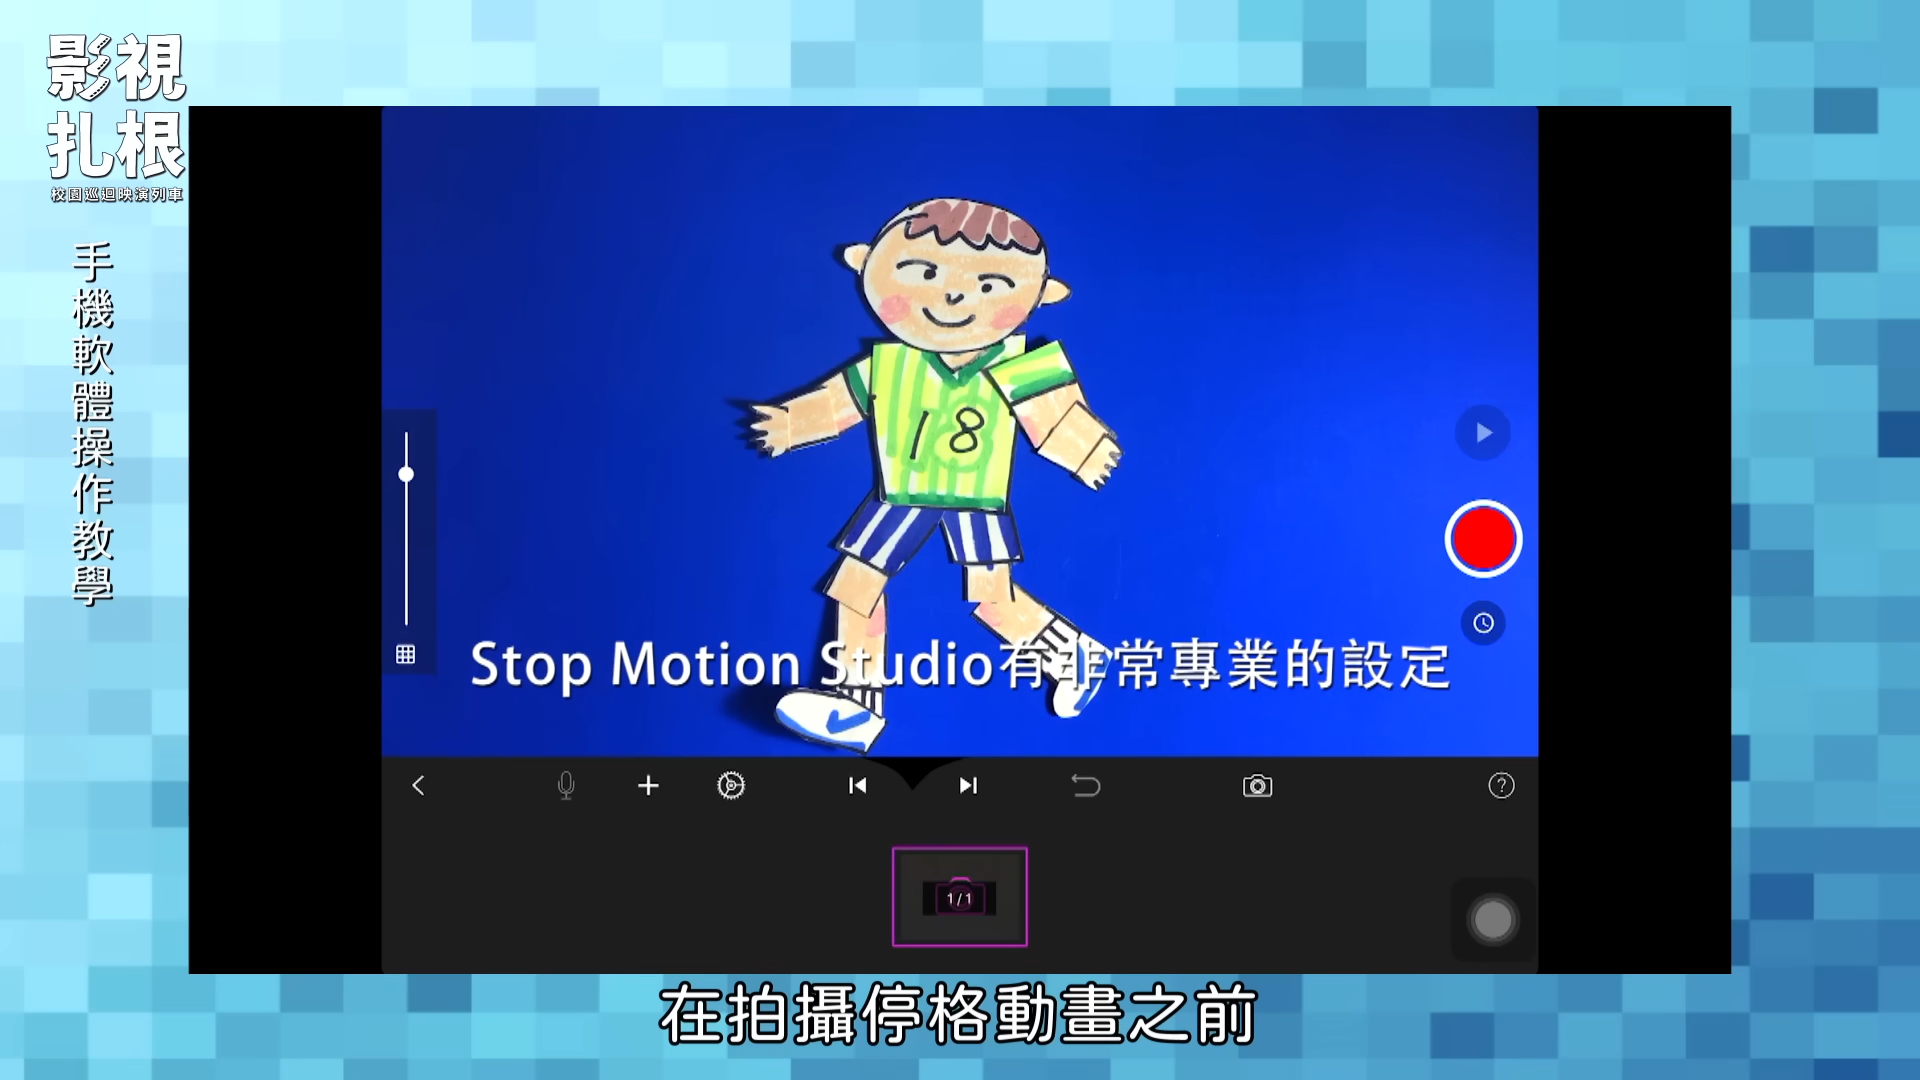 影視
扎根
校園巡迴映演列車
手機軟體操作教學
18
Stop Motion Studio有非常專業的設定
1/1
在拍攝停格動畫之前